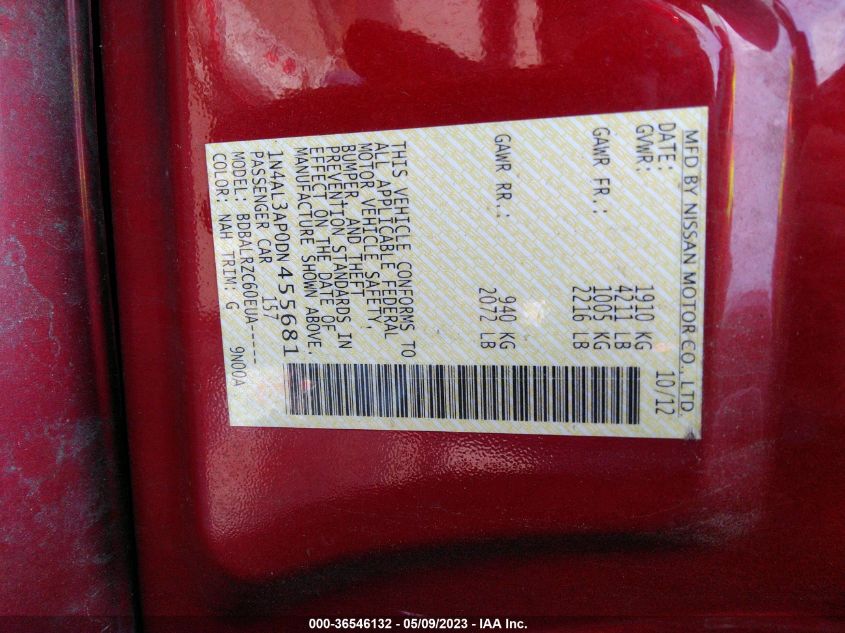 MFD BY NISSAN MOTOR CO., LTD.
DATE: 10/12
GVWR: 1910 KG
4211 LB
GAWR FR.: 1005 KG
2216 LB
GAWR RR.: 940 KG
2072 LB
THIS VEHICLE CONFORMS TO
ALL APPLICABLE FEDERAL
MOTOR VEHICLE SAFETY,
BUMPER, AND THEFT
PREVENTION STANDARDS IN
EFFECT ON THE DATE OF
MANUFACTURE SHOWN ABOVE.
1N4AL3AP0DN455681
PASSENGER CAR 157
MODEL: BDBALRZC60EUA-----
COLOR: NAH TRIM: G 9N00A
000-36546132 - 05/09/2023 - IAA Inc.